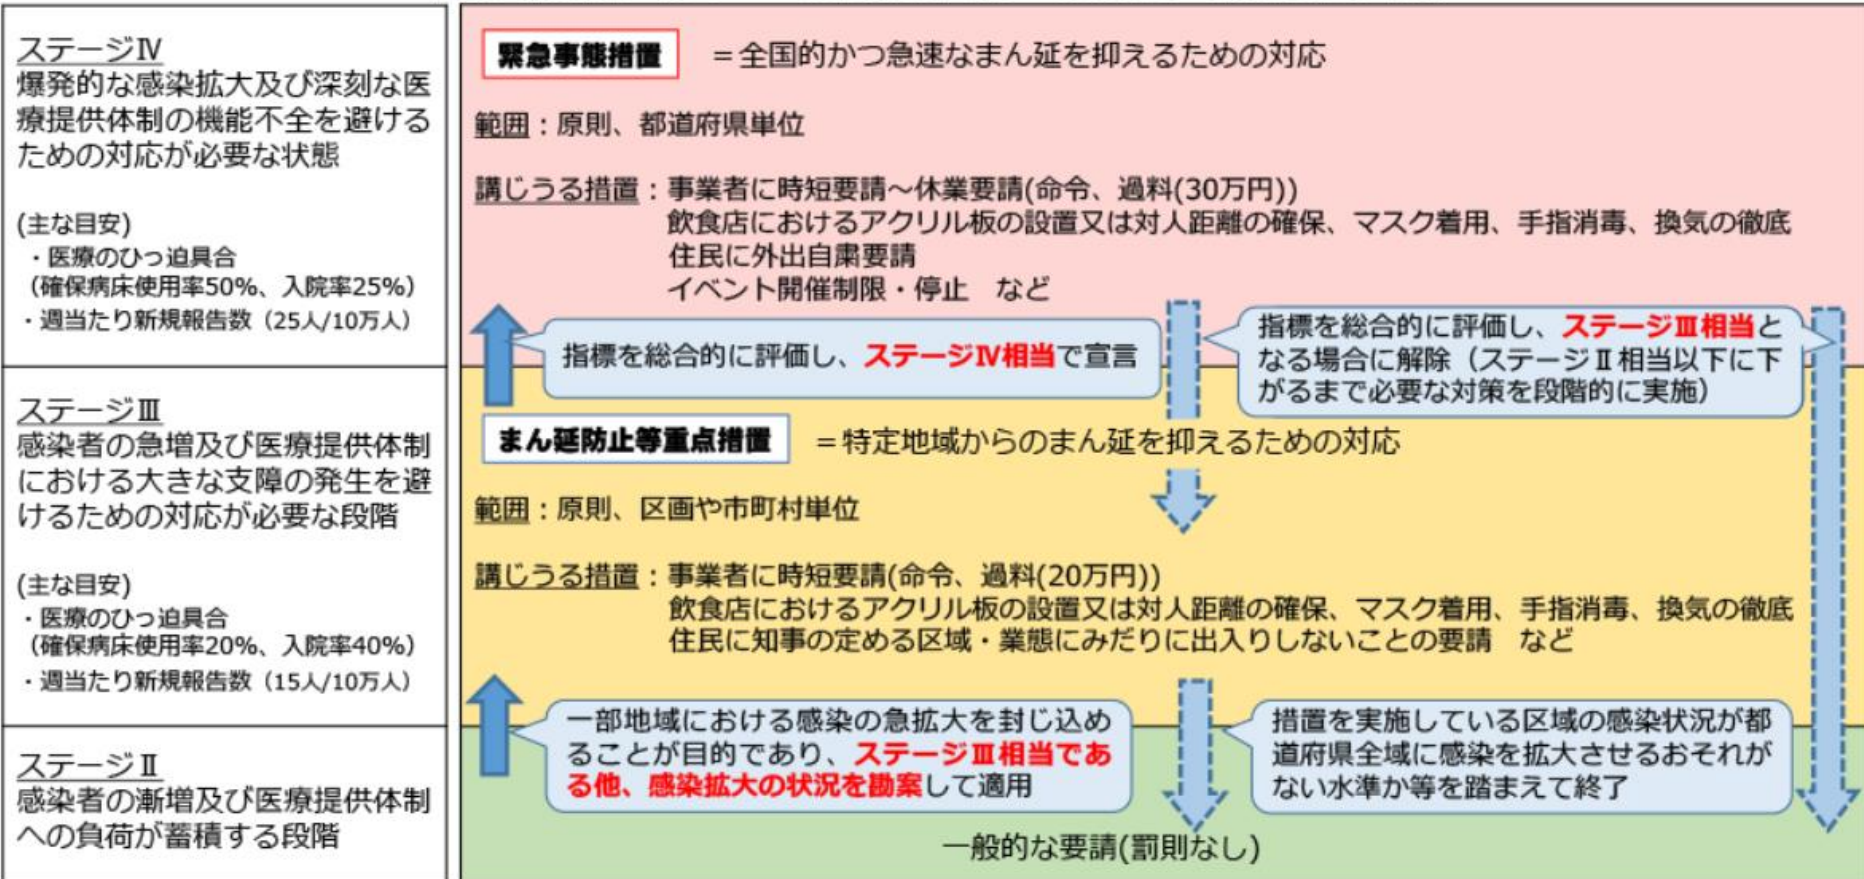 ステージⅣ
爆発的な感染拡大及び深刻な医
療提供体制の機能不全を避ける
ための対応が必要な状態
(主な目安)
・医療のひっ迫具合
（確保病床使用率50%、入院率25%）
・週当たり新規報告数（25人/10万人）
緊急事態措置 ＝全国的かつ急速なまん延を抑えるための対応
範囲：原則、都道府県単位
講じうる措置：事業者に時短要請～休業要請(命令、過料(30万円))
飲食店におけるアクリル板の設置又は対人距離の確保、マスク着用、手指消毒、換気の徹底
住民に外出自粛要請
イベント開催制限・停止　など
指標を総合的に評価し、ステージⅣ相当で宣言
指標を総合的に評価し、ステージⅢ相当と
なる場合に解除（ステージⅡ相当以下に下
がるまで必要な対策を段階的に実施）
ステージⅢ
感染者の急増及び医療提供体制
における大きな支障の発生を避
けるための対応が必要な段階
(主な目安)
・医療のひっ迫具合
（確保病床使用率20%、入院率40%）
・週当たり新規報告数（15人/10万人）
まん延防止等重点措置 ＝特定地域からのまん延を抑えるための対応
範囲：原則、区画や市町村単位
講じうる措置：事業者に時短要請(命令、過料(20万円))
飲食店におけるアクリル板の設置又は対人距離の確保、マスク着用、手指消毒、換気の徹底
住民に知事の定める区域・業態にみだりに出入りしないことの要請　など
一部地域における感染の急拡大を封じ込め
ることが目的であり、ステージⅢ相当であ
る他、感染拡大の状況を勘案して適用
措置を実施している区域の感染状況が都
道府県全域に感染を拡大させるおそれが
ない水準か等を踏まえて終了
ステージⅡ
感染者の漸増及び医療提供体制
への負荷が蓄積する段階
一般的な要請(罰則なし)